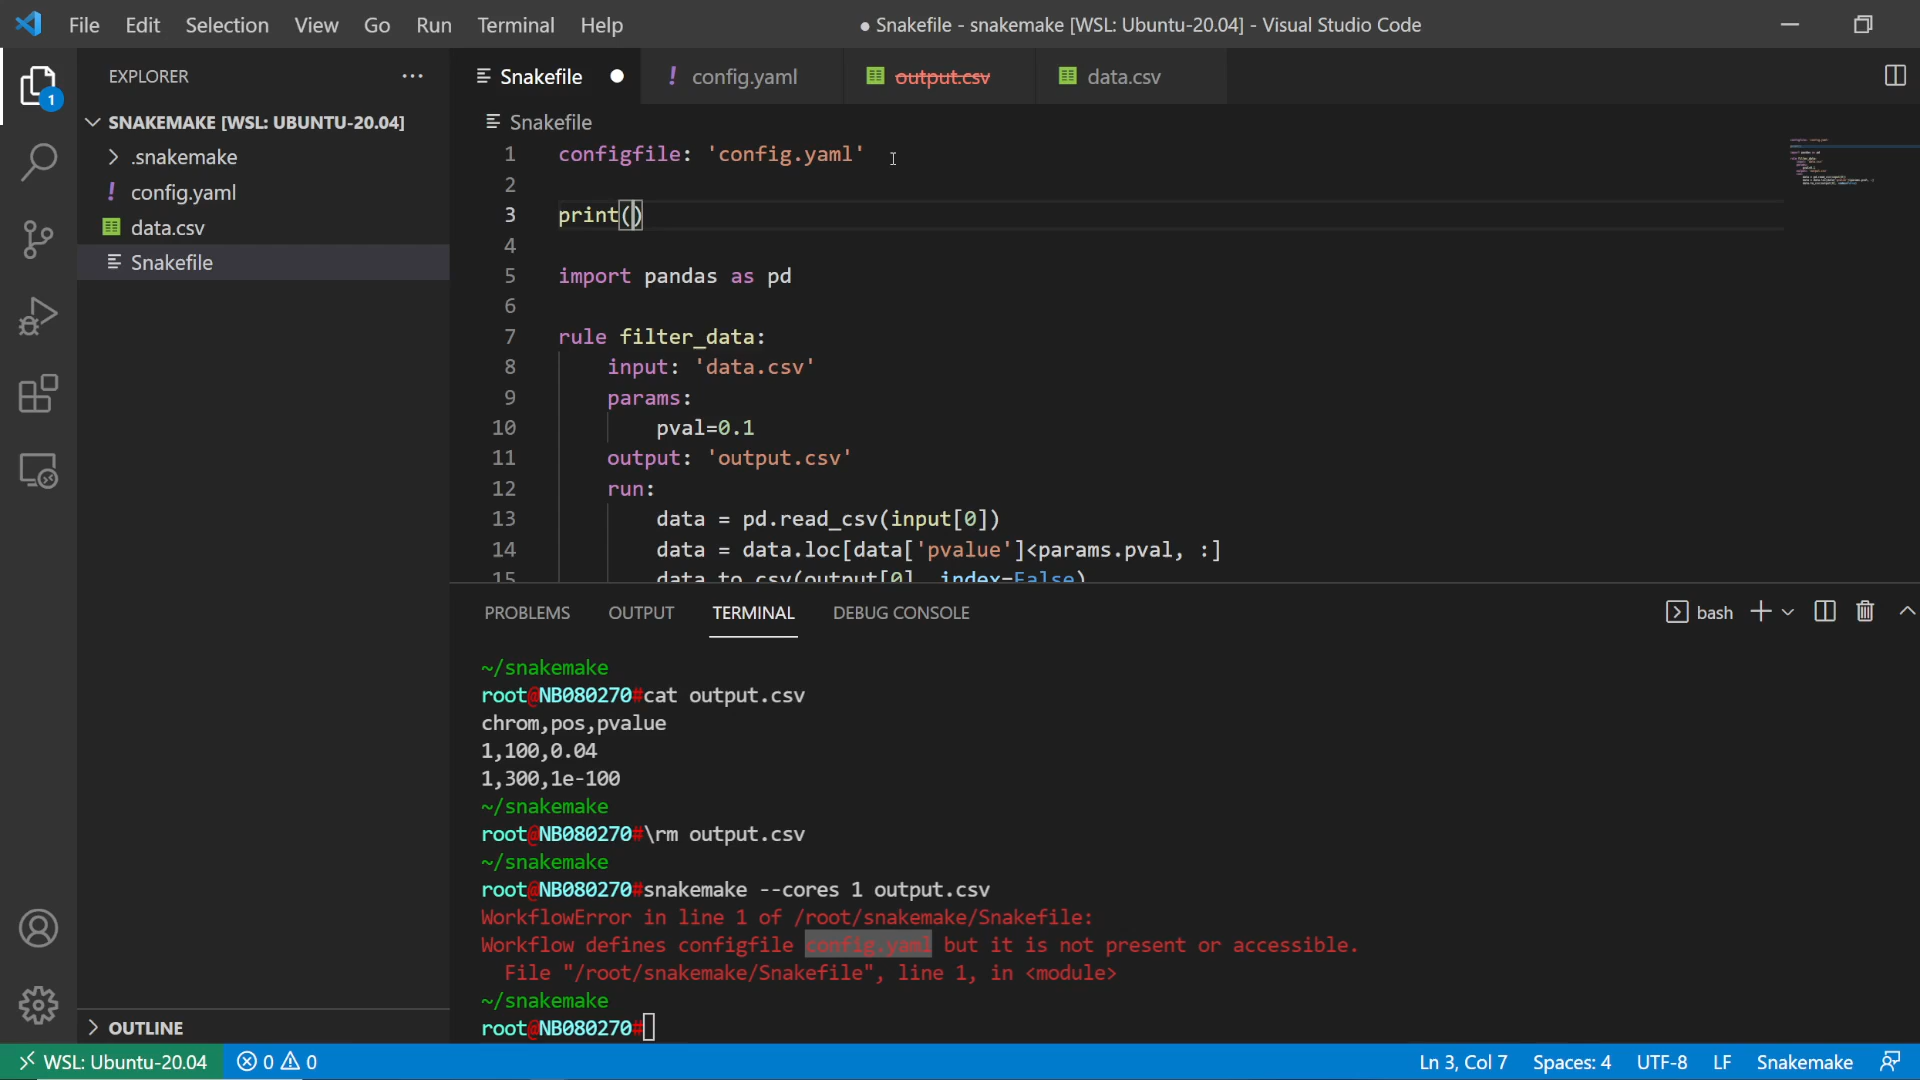 File Edit Selection View Go Run Terminal Help
● Snakefile - snakemake [WSL: Ubuntu-20.04] - Visual Studio Code
EXPLORER ...
Snakefile ● ! config.yaml output.csv data.csv
1
SNAKEMAKE [WSL: UBUNTU-20.04]
.snakemake
! config.yaml
data.csv
Snakefile
Snakefile
1 configfile: 'config.yaml'
2
3 print()
4
5 import pandas as pd
6
7 rule filter_data:
8 input: 'data.csv'
9 params:
10 pval=0.1
11 output: 'output.csv'
12 run:
13 data = pd.read_csv(input[0])
14 data = data.loc[data['pvalue']<params.pval, :]
15 data.to_csv(output[0], index=False)
PROBLEMS OUTPUT TERMINAL DEBUG CONSOLE
bash
~/snakemake
root@NB080270#cat output.csv
chrom,pos,pvalue
1,100,0.04
1,300,1e-100
~/snakemake
root@NB080270#\rm output.csv
~/snakemake
root@NB080270#snakemake --cores 1 output.csv
WorkflowError in line 1 of /root/snakemake/Snakefile:
Workflow defines configfile config.yaml but it is not present or accessible.
File "/root/snakemake/Snakefile", line 1, in <module>
~/snakemake
root@NB080270#
OUTLINE
WSL: Ubuntu-20.04 0 0
Ln 3, Col 7 Spaces: 4 UTF-8 LF Snakemake